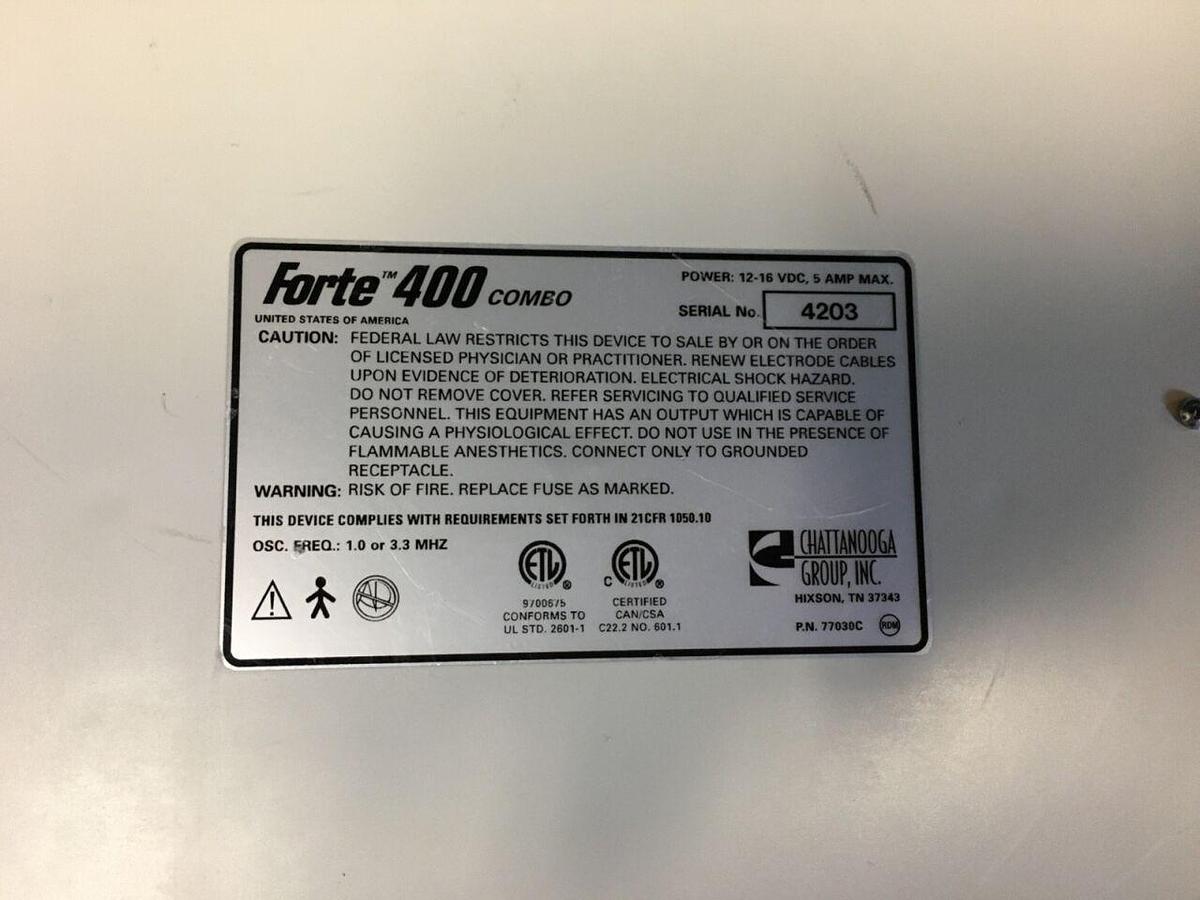 Forte™ 400 COMBO
POWER: 12-16 VDC, 5 AMP MAX.
UNITED STATES OF AMERICA
SERIAL No. 4203
CAUTION: FEDERAL LAW RESTRICTS THIS DEVICE TO SALE BY OR ON THE ORDER
OF LICENSED PHYSICIAN OR PRACTITIONER. RENEW ELECTRODE CABLES
UPON EVIDENCE OF DETERIORATION. ELECTRICAL SHOCK HAZARD.
DO NOT REMOVE COVER. REFER SERVICING TO QUALIFIED SERVICE
PERSONNEL. THIS EQUIPMENT HAS AN OUTPUT WHICH IS CAPABLE OF
CAUSING A PHYSIOLOGICAL EFFECT. DO NOT USE IN THE PRESENCE OF
FLAMMABLE ANESTHETICS. CONNECT ONLY TO GROUNDED
RECEPTACLE.
WARNING: RISK OF FIRE. REPLACE FUSE AS MARKED.
THIS DEVICE COMPLIES WITH REQUIREMENTS SET FORTH IN 21CFR 1050.10
OSC. FREQ.: 1.0 or 3.3 MHZ
ETL LISTED ®
9700675
CONFORMS TO
UL STD. 2601-1
C ETL LISTED ®
CERTIFIED
CAN/CSA
C22.2 NO. 601.1
CHATTANOOGA
GROUP, INC.
HIXSON, TN 37343
P.N. 77030C RDM